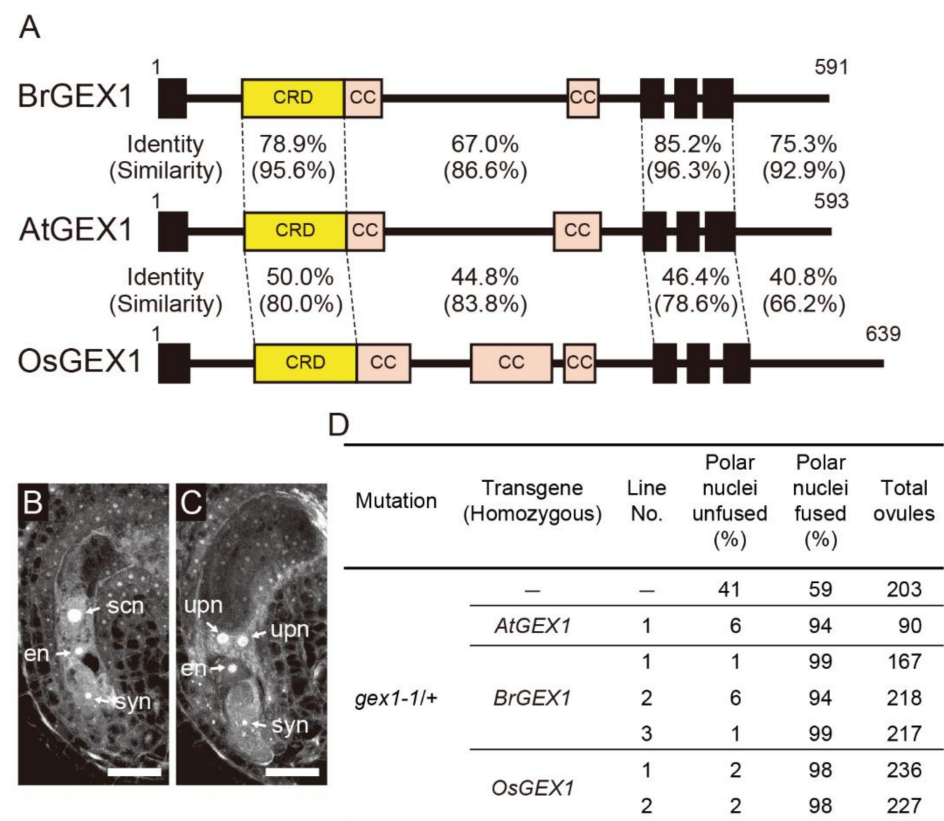 A
1
591
BrGEX1
CRD
CC
CC
Identity 78.9% 67.0% 85.2% 75.3%
(Similarity) (95.6%) (86.6%) (96.3%) (92.9%)
1
593
AtGEX1
CRD
CC
CC
Identity 50.0% 44.8% 46.4% 40.8%
(Similarity) (80.0%) (83.8%) (78.6%) (66.2%)
1
639
OsGEX1
CRD
CC
CC
CC
B
scn
en
syn
C
upn
upn
en
syn
D
Mutation
Transgene
(Homozygous)
Line
No.
Polar
nuclei
unfused
(%)
Polar
nuclei
fused
(%)
Total
ovules
gex1-1/+
— — 41 59 203
AtGEX1 1 6 94 90
BrGEX1
1 1 99 167
2 6 94 218
3 1 99 217
OsGEX1
1 2 98 236
2 2 98 227